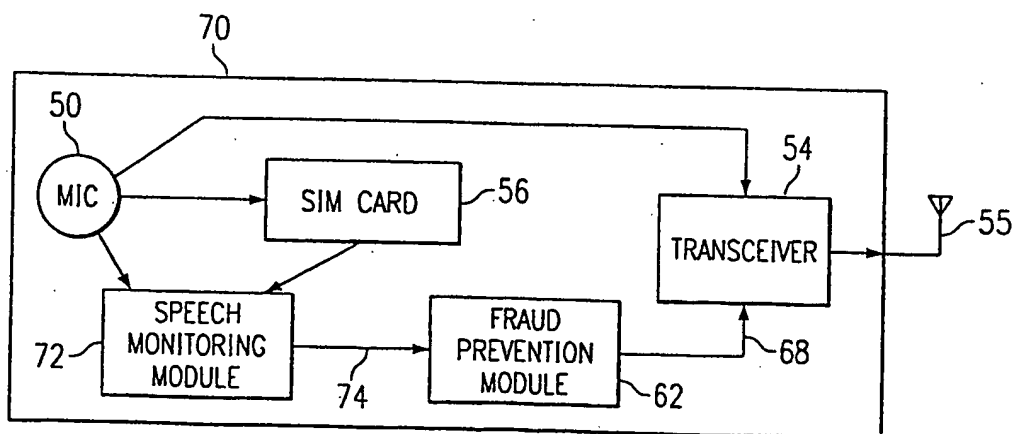 70
50
MIC
SIM CARD
56
54
TRANSCEIVER
55
72
SPEECH
MONITORING
MODULE
74
FRAUD
PREVENTION
MODULE
62
68